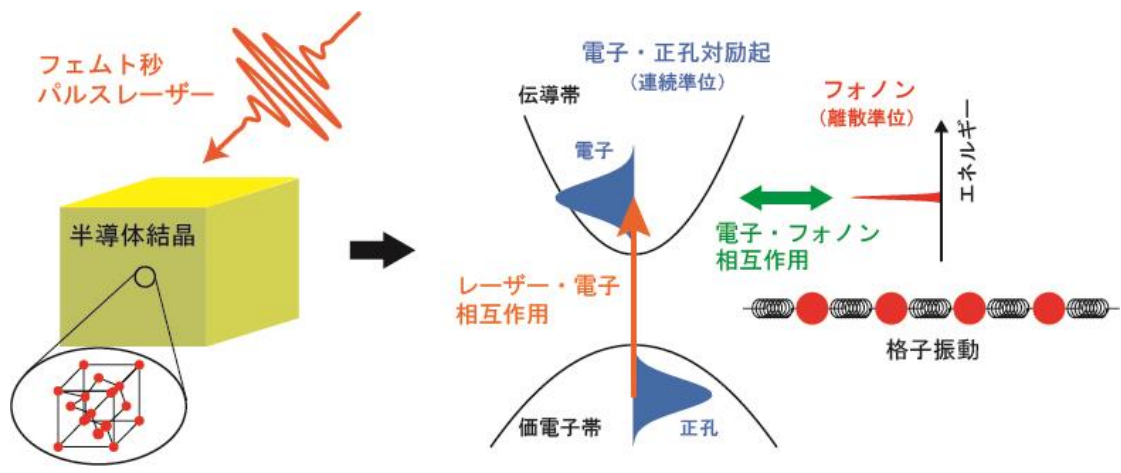 フェムト秒
パルスレーザー
半導体結晶
電子・正孔対励起
(連続準位)
伝導帯
電子
レーザー・電子
相互作用
価電子帯
正孔
フォノン
(離散準位)
エネルギー
電子・フォノン
相互作用
格子振動